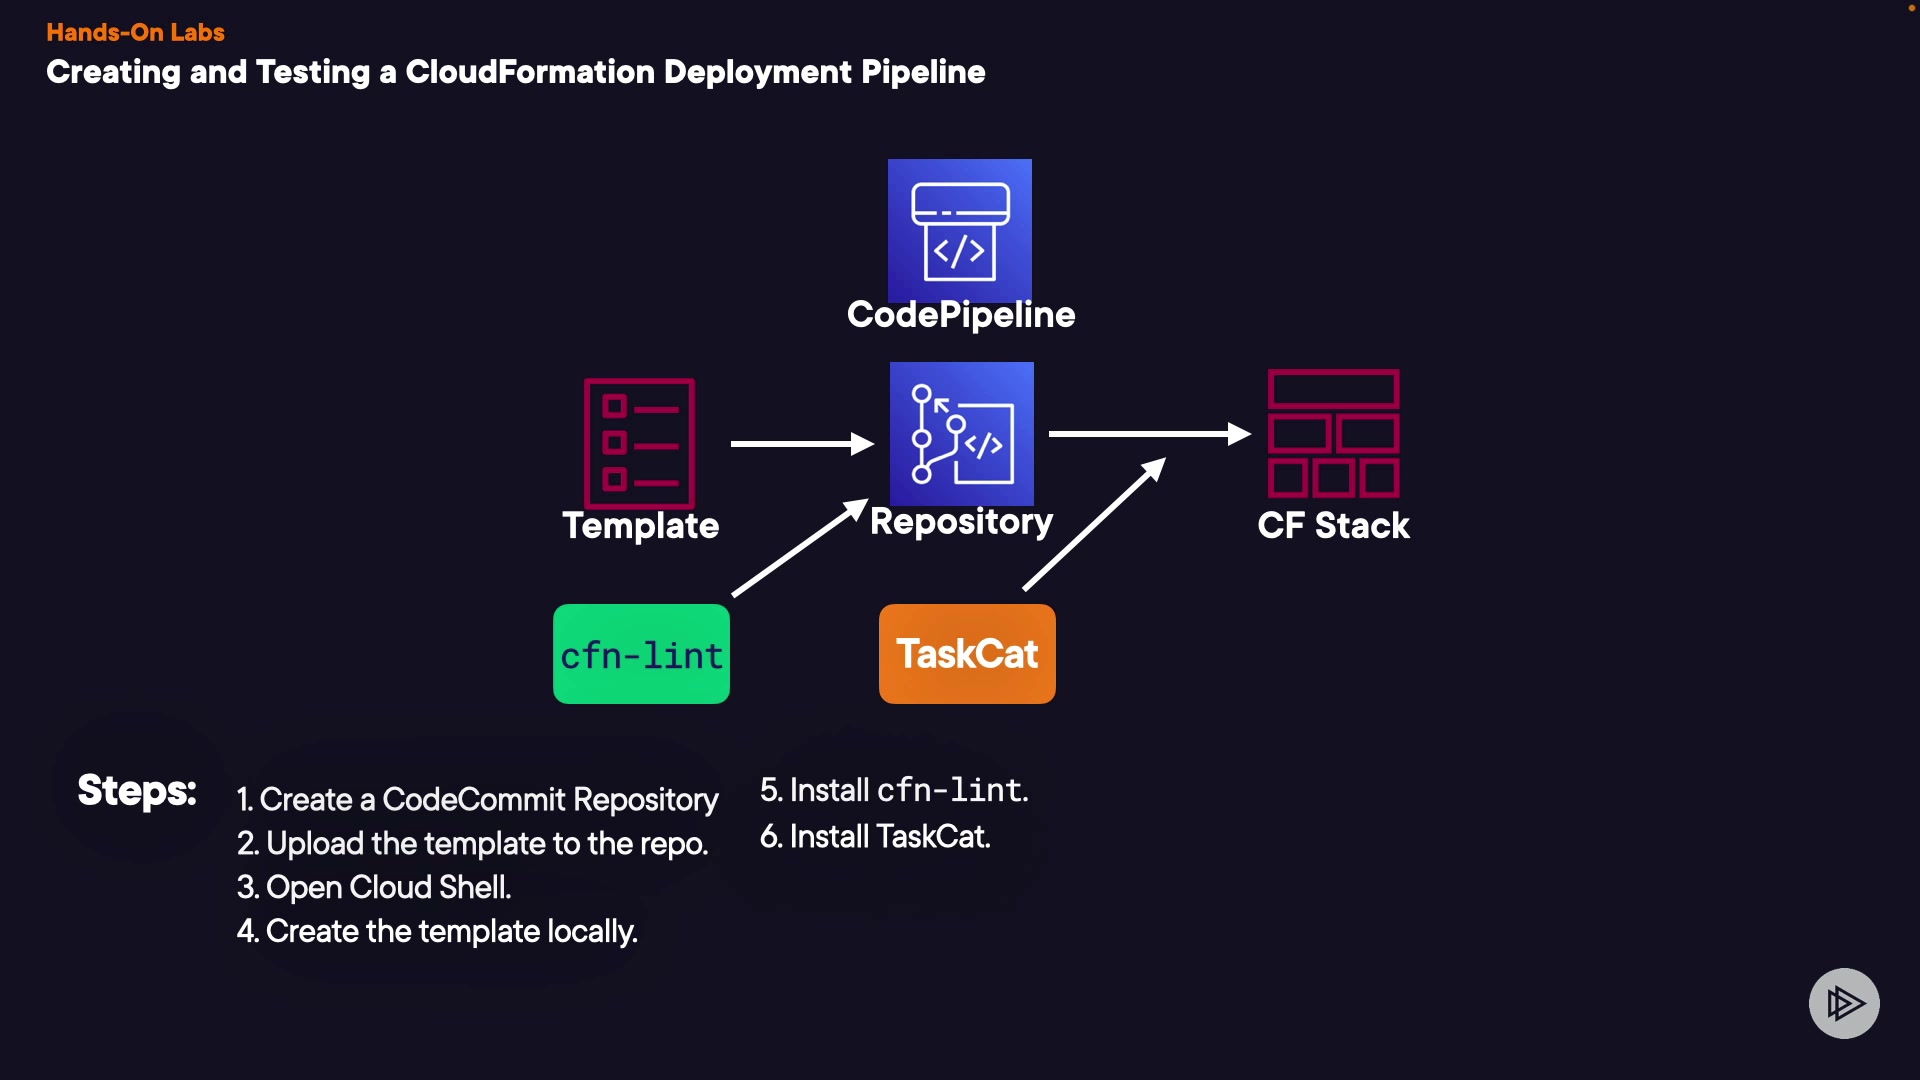 Hands-On Labs
Creating and Testing a CloudFormation Deployment Pipeline
</>
CodePipeline
</>
Template
Repository
CF Stack
cfn-lint
TaskCat
Steps:
1. Create a CodeCommit Repository
2. Upload the template to the repo.
3. Open Cloud Shell.
4. Create the template locally.
5. Install cfn-lint.
6. Install TaskCat.